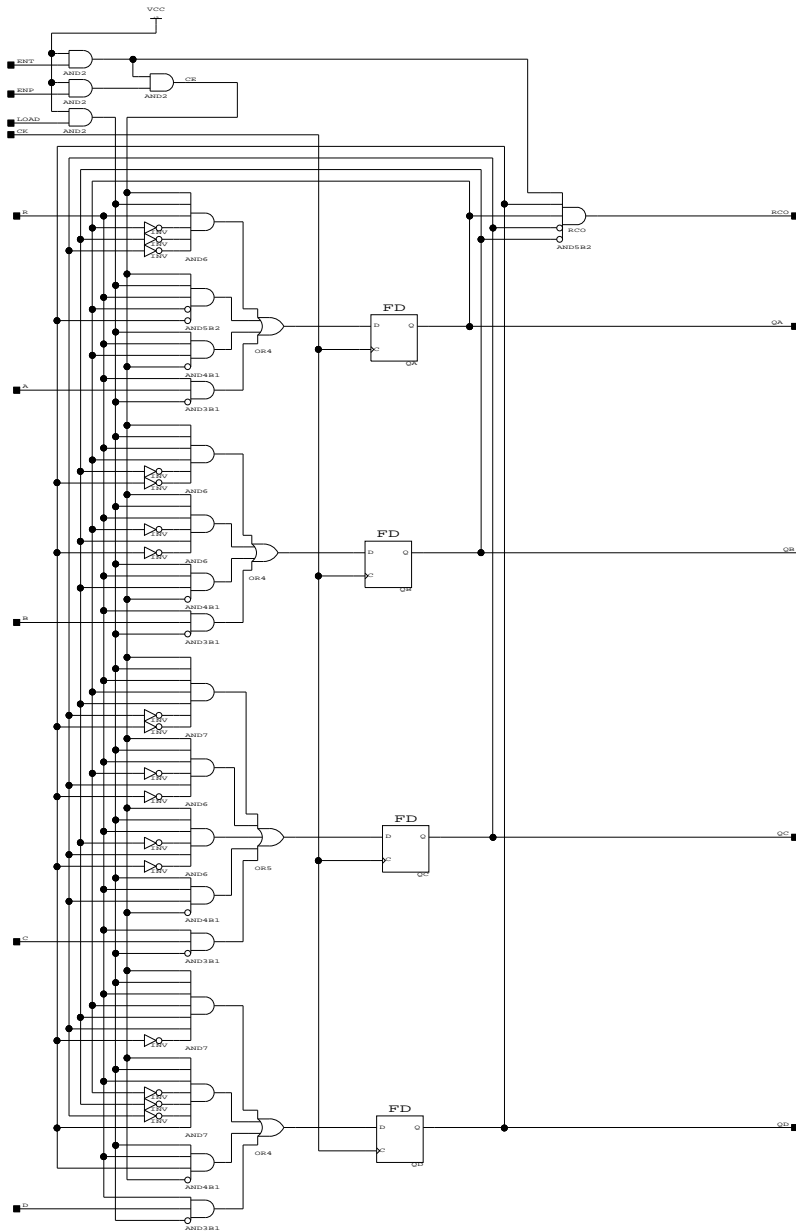 VCC
ENT
AND2
CE
ENP
AND2
AND2
LOAD
AND2
CK
R
RCO
INV
INV
RCO
INV
AND5B2
AND6
AND5B2
FD
D
Q
QA
C
OR4
AND4B1
QA
A
AND3B1
INV
INV
AND6
FD
INV
D
Q
QB
INV
AND6
OR4
C
QB
AND4B1
B
AND3B1
INV
INV
AND7
INV
INV
AND6
FD
D
Q
QC
INV
C
INV
OR5
AND6
QC
AND4B1
C
AND3B1
INV
AND7
INV
INV
INV
FD
D
Q
QD
AND7
C
OR4
QD
AND4B1
D
AND3B1